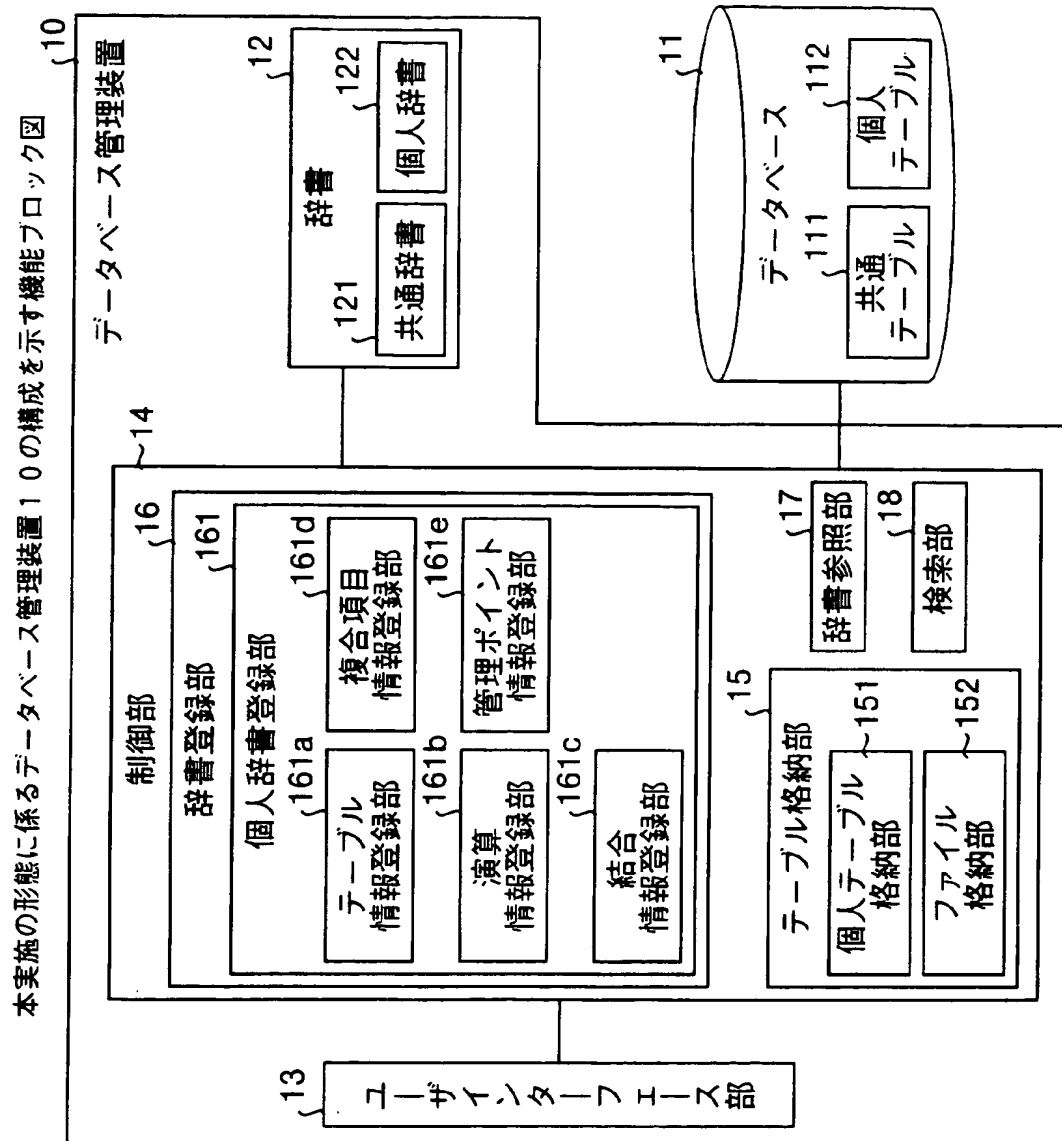 本実施の形態に係るデータベース管理装置１０の構成を示す機能ブロック図
10
データベース管理装置
13
ユーザインターフェース部
14
制御部
16
辞書登録部
161
個人辞書登録部
161a
テーブル
情報登録部
161b
演算
情報登録部
161c
結合
情報登録部
161d
複合項目
情報登録部
161e
管理ポイント
情報登録部
15
テーブル格納部
151
個人テーブル
格納部
152
ファイル
格納部
17
辞書参照部
18
検索部
12
辞書
121
共通辞書
122
個人辞書
11
データベース
111
共通
テーブル
112
個人
テーブル